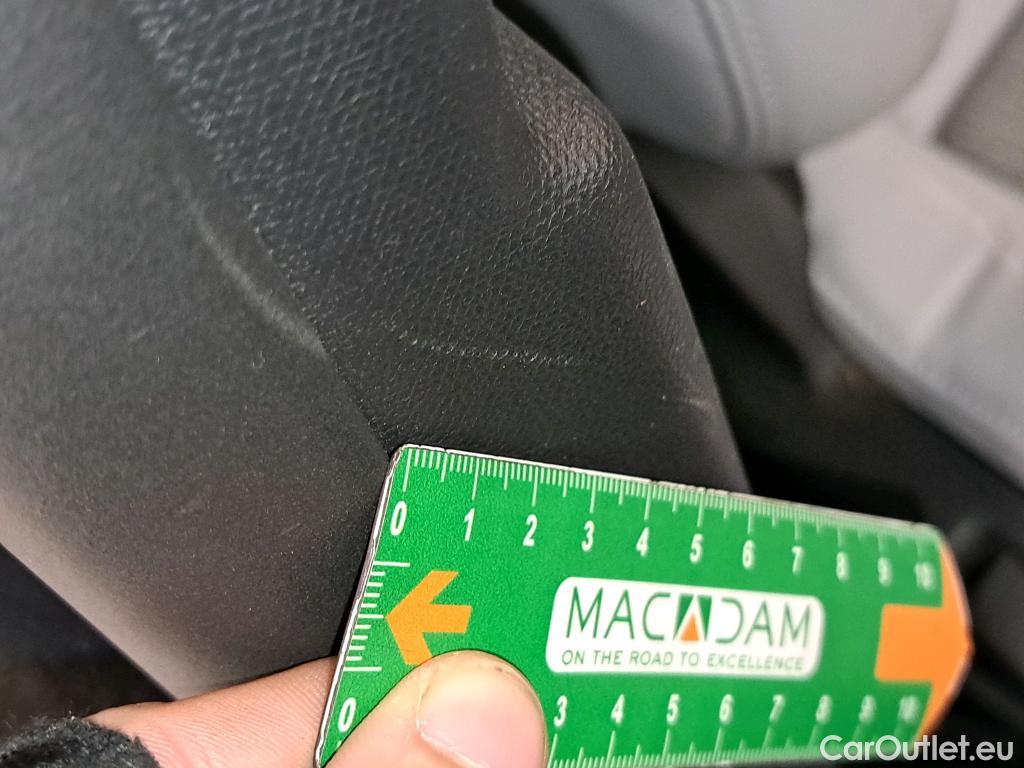 0 1 2 3 4 5 6 7 8 9 10
MACADAM
ON THE ROAD TO EXCELLENCE
0 3 4 5 6 7 8 9 10
CarOutlet.eu